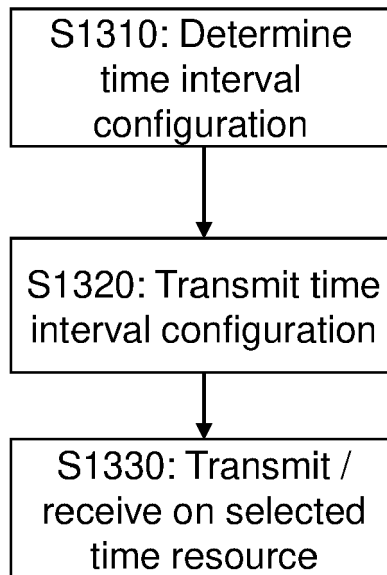 S1310: Determine
time interval
configuration
S1320: Transmit time
interval configuration
S1330: Transmit /
receive on selected
time resource